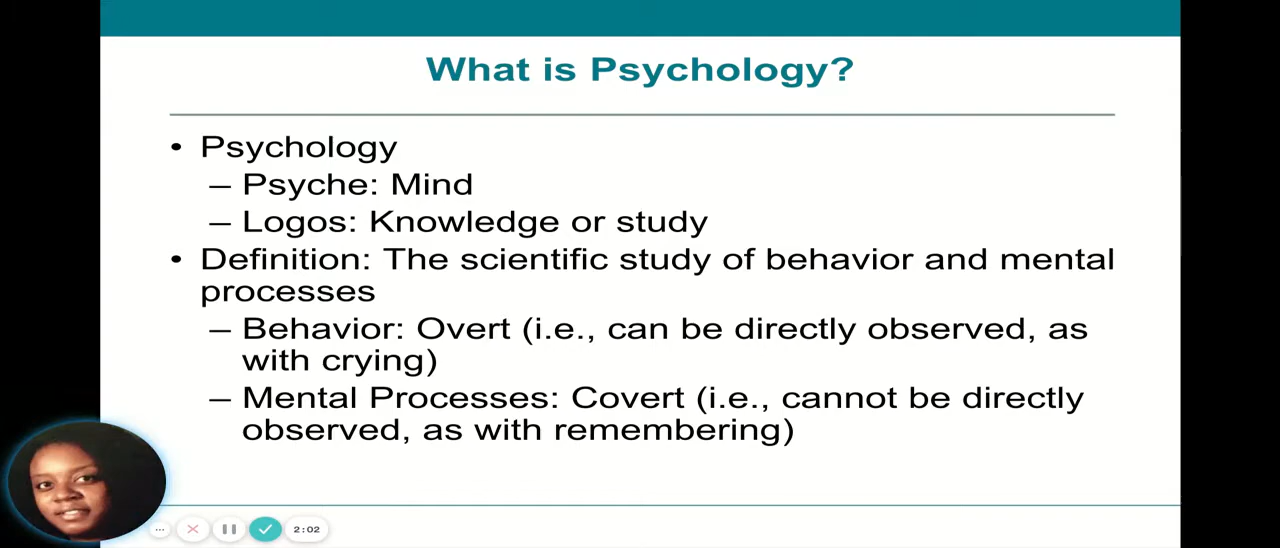 What is Psychology?
• Psychology
– Psyche: Mind
– Logos: Knowledge or study
• Definition: The scientific study of behavior and mental
processes
– Behavior: Overt (i.e., can be directly observed, as
with crying)
– Mental Processes: Covert (i.e., cannot be directly
observed, as with remembering)
2:02